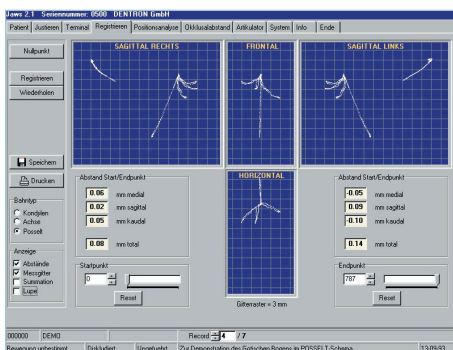 Jaws 2.1 Seriennummer: 0500 DENTRON GmbH
Patient Justieren Terminal Registrieren Positionsanalyse Okklusalabstand Artikulator System Info Ende
Nullpunkt
Registrieren
Wiederholen
Speichern
Drucken
Bahntyp
Kondylen
Achse
Posselt
Anzeige
Abstände
Messgitter
Summation
Lupe
SAGITTAL RECHTS
FRONTAL
SAGITTAL LINKS
HORIZONTAL
Abstand Start/Endpunkt
0.06 mm medial
0.02 mm sagittal
0.05 mm kaudal
0.08 mm total
Startpunkt
0
Reset
Gitterraster = 3 mm
Abstand Start/Endpunkt
-0.05 mm medial
0.09 mm sagittal
-0.10 mm kaudal
0.14 mm total
Endpunkt
787
Reset
000000 DEMO Record 4 / 7
Bewegung unbestimmt Diskludiert Ungefuehrt Zur Demonstration des Gotischen Bogens im POSSELT-Schema 13.09.93